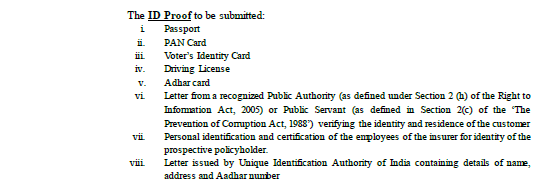 The ID Proof to be submitted:
i. Passport
ii. PAN Card
iii. Voter's Identity Card
iv. Driving License
v. Adhar card
vi. Letter from a recognized Public Authority (as defined under Section 2 (h) of the Right to
Information Act, 2005) or Public Servant (as defined in Section 2(c) of the 'The
Prevention of Corruption Act, 1988') verifying the identity and residence of the customer
vii. Personal identification and certification of the employees of the insurer for identity of the
prospective policyholder.
viii. Letter issued by Unique Identification Authority of India containing details of name,
address and Aadhar number